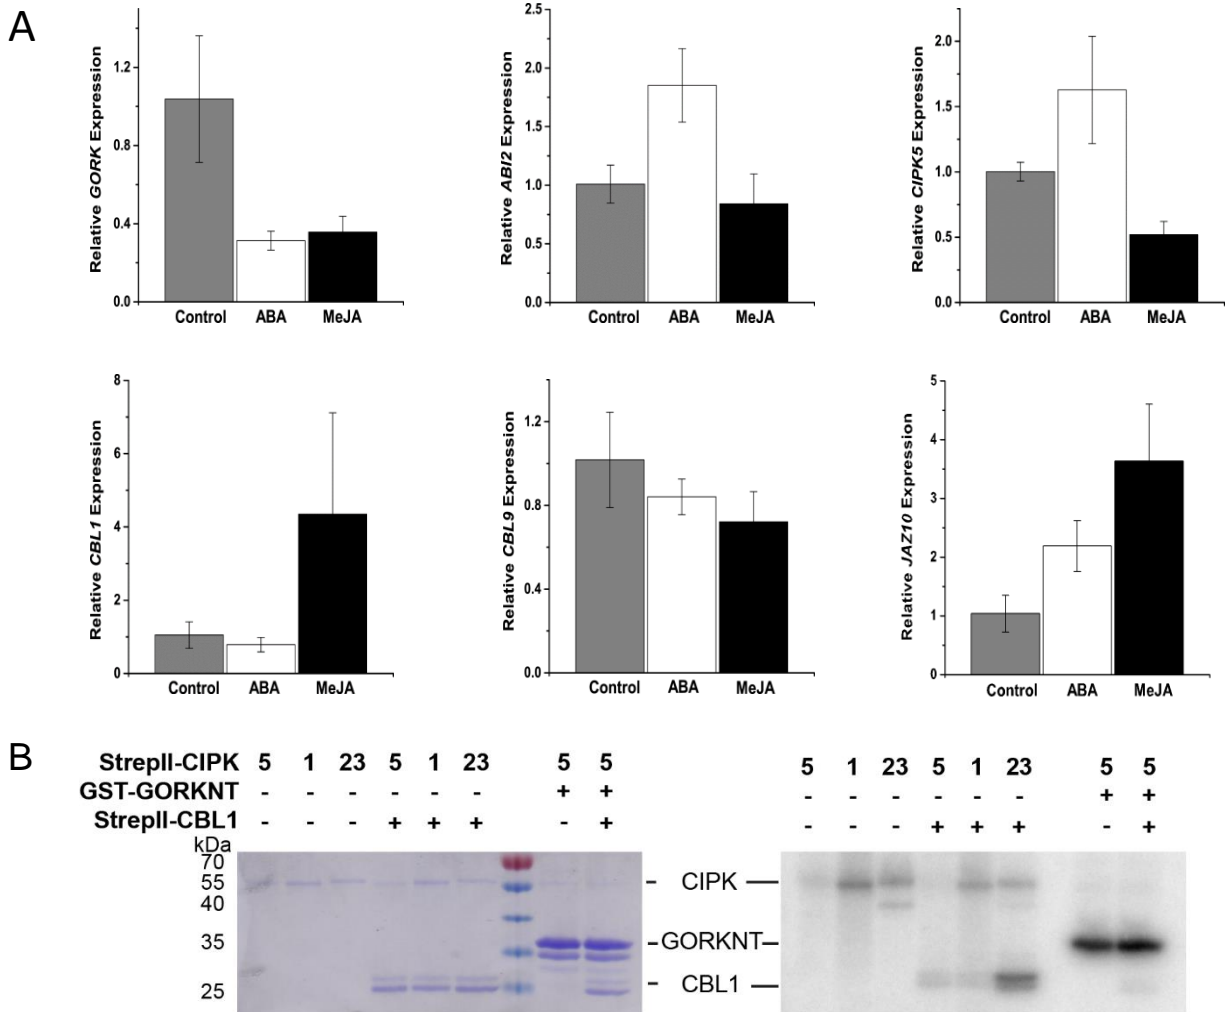 A
Relative GORK Expression
1.2
0.8
0.4
0.0
Control ABA MeJA
Relative ABI2 Expression
2.5
2.0
1.5
1.0
0.5
0.0
Control ABA MeJA
Relative CIPK5 Expression
2.0
1.5
1.0
0.5
0.0
Control ABA MeJA
Relative CBL1 Expression
8
6
4
2
0
Control ABA MeJA
Relative CBL9 Expression
1.2
0.8
0.4
0.0
Control ABA MeJA
Relative JAZ10 Expression
5
4
3
2
1
0
Control ABA MeJA
B
StrepII-CIPK 5 1 23 5 1 23 5 5 5 1 23 5 1 23 5 5
GST-GORKNT - - - - - - + + - - - - - - + +
StrepII-CBL1 - - - + + + - + - - - + + + - +
kDa
70
55
40
35
25
CIPK
GORKNT
CBL1